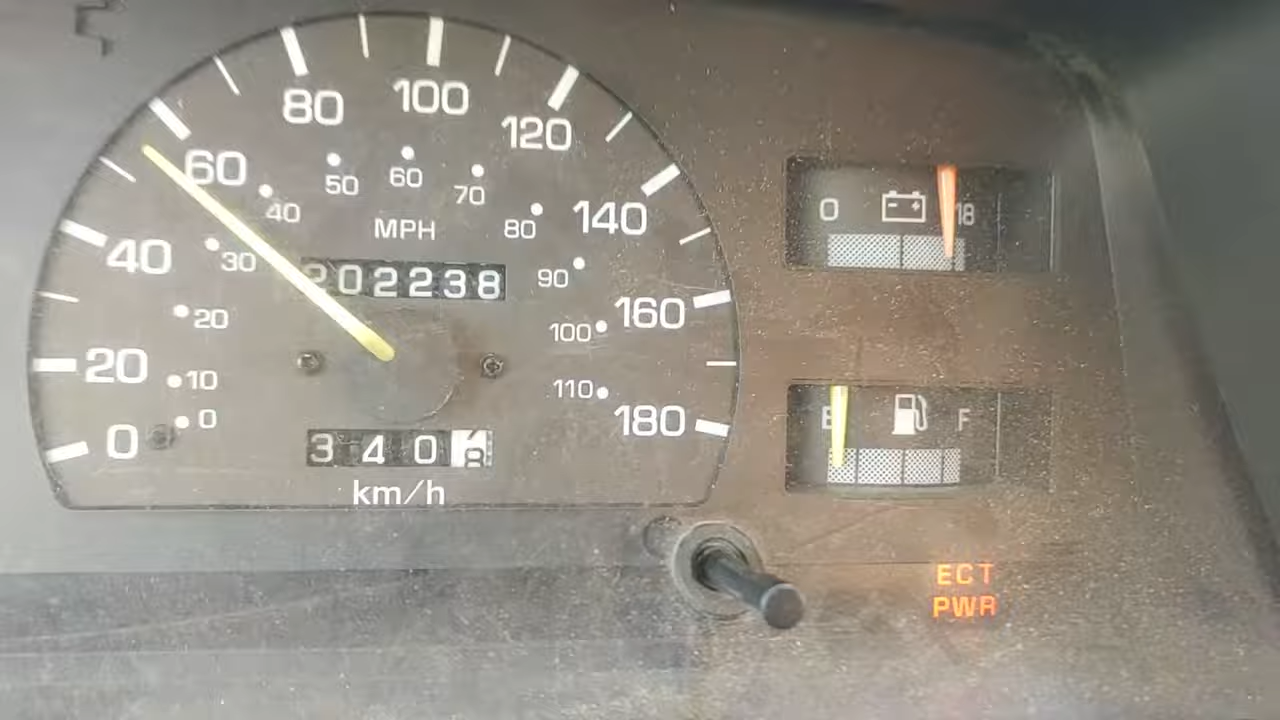 80 100 120
60 140
50 60 70
40 80
MPH
40 30 90
202238
20 100 160
20 10 110
0 0 180
340
km/h
0 18
E F
ECT
PWR